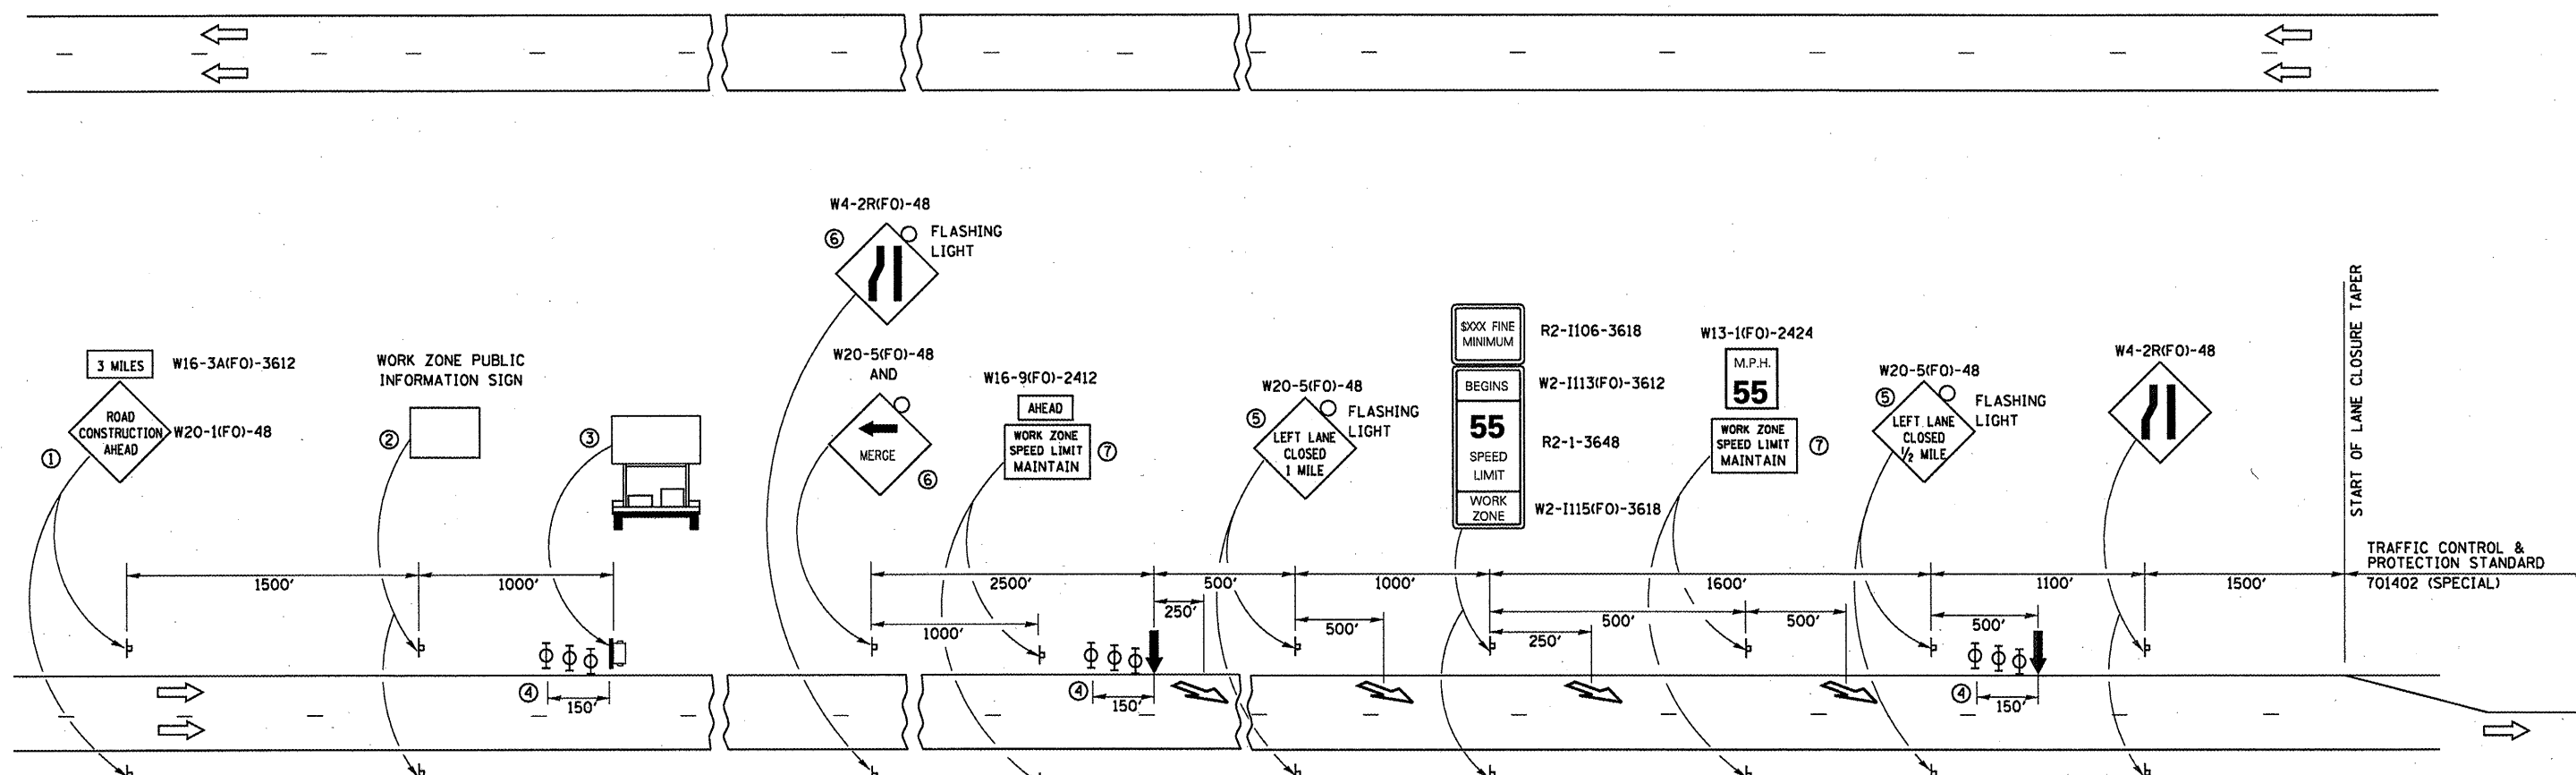 W4-2R(FO)-48
⑥
FLASHING
LIGHT
3 MILES
W16-3A(FO)-3612
ROAD
CONSTRUCTION
AHEAD
W20-1(FO)-48
①
WORK ZONE PUBLIC
INFORMATION SIGN
②
③
W20-5(FO)-48
AND
MERGE
⑥
W16-9(FO)-2412
AHEAD
WORK ZONE
SPEED LIMIT
MAINTAIN
⑦
W20-5(FO)-48
⑤
FLASHING
LIGHT
LEFT LANE
CLOSED
1 MILE
$XXX FINE
MINIMUM
R2-I106-3618
BEGINS
W2-I113(FO)-3612
55
SPEED
LIMIT
R2-1-3648
WORK
ZONE
W2-I115(FO)-3618
W13-1(FO)-2424
M.P.H.
55
WORK ZONE
SPEED LIMIT
MAINTAIN
⑦
W20-5(FO)-48
⑤
FLASHING
LIGHT
LEFT LANE
CLOSED
1/2 MILE
W4-2R(FO)-48
START OF LANE CLOSURE TAPER
TRAFFIC CONTROL &
PROTECTION STANDARD
701402 (SPECIAL)
1500'
1000'
2500'
500'
1000'
1600'
1100'
1500'
1000'
250'
500'
250'
500'
500'
500'
④
150'
④
150'
④
150'